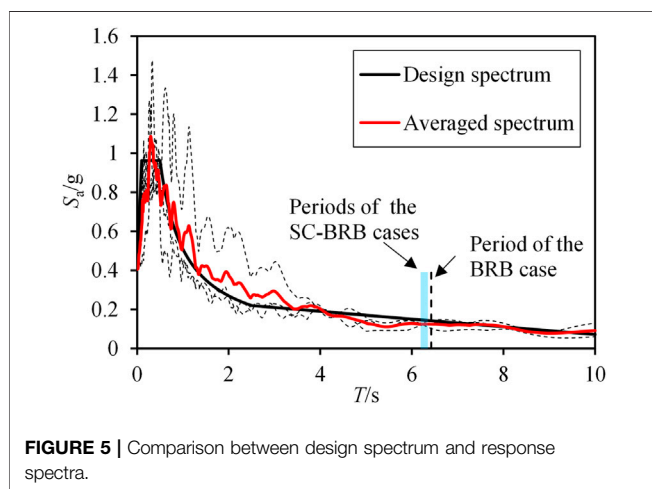 1.6
1.4
1.2
1
0.8
0.6
0.4
0.2
0
Sa/g
Design spectrum
Averaged spectrum
Periods of the
SC-BRB cases
Period of the
BRB case
0 2 4 6 8 10
T/s
FIGURE 5 | Comparison between design spectrum and response
spectra.